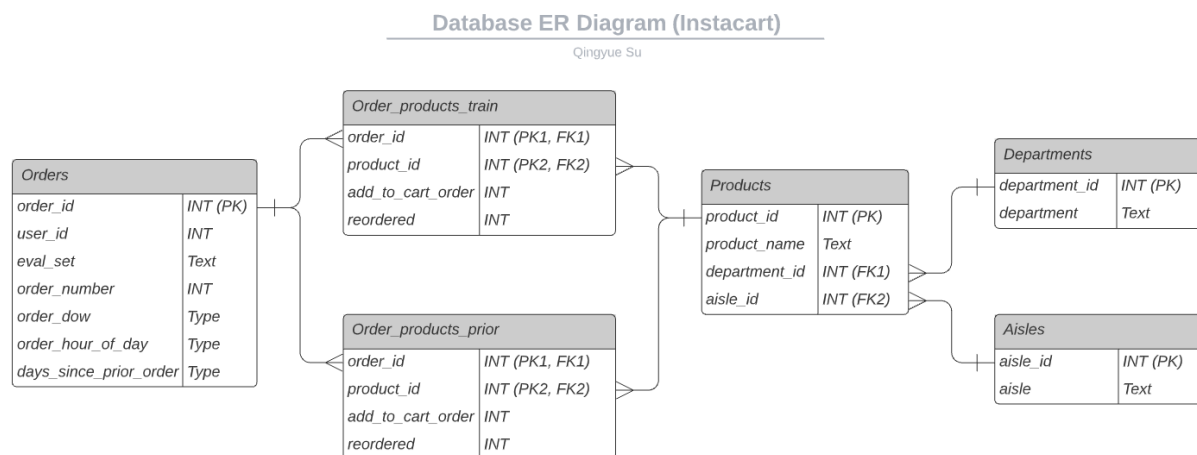 Database ER Diagram (Instacart)
Qingyue Su
Orders
order_id INT (PK)
user_id INT
eval_set Text
order_number INT
order_dow Type
order_hour_of_day Type
days_since_prior_order Type
Order_products_train
order_id INT (PK1, FK1)
product_id INT (PK2, FK2)
add_to_cart_order INT
reordered INT
Order_products_prior
order_id INT (PK1, FK1)
product_id INT (PK2, FK2)
add_to_cart_order INT
reordered INT
Products
product_id INT (PK)
product_name Text
department_id INT (FK1)
aisle_id INT (FK2)
Departments
department_id INT (PK)
department Text
Aisles
aisle_id INT (PK)
aisle Text